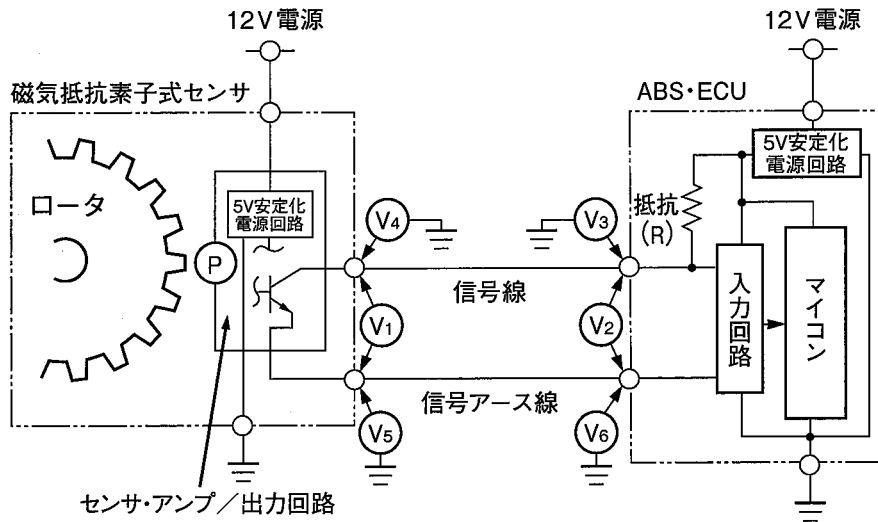 12V電源
12V電源
磁気抵抗素子式センサ
ABS・ECU
ロータ
5V安定化
電源回路
P
V4
V3
5V安定化
電源回路
抵抗
(R)
信号線
V1
V2
入力回路
マイコン
信号アース線
V5
V6
センサ・アンプ／出力回路